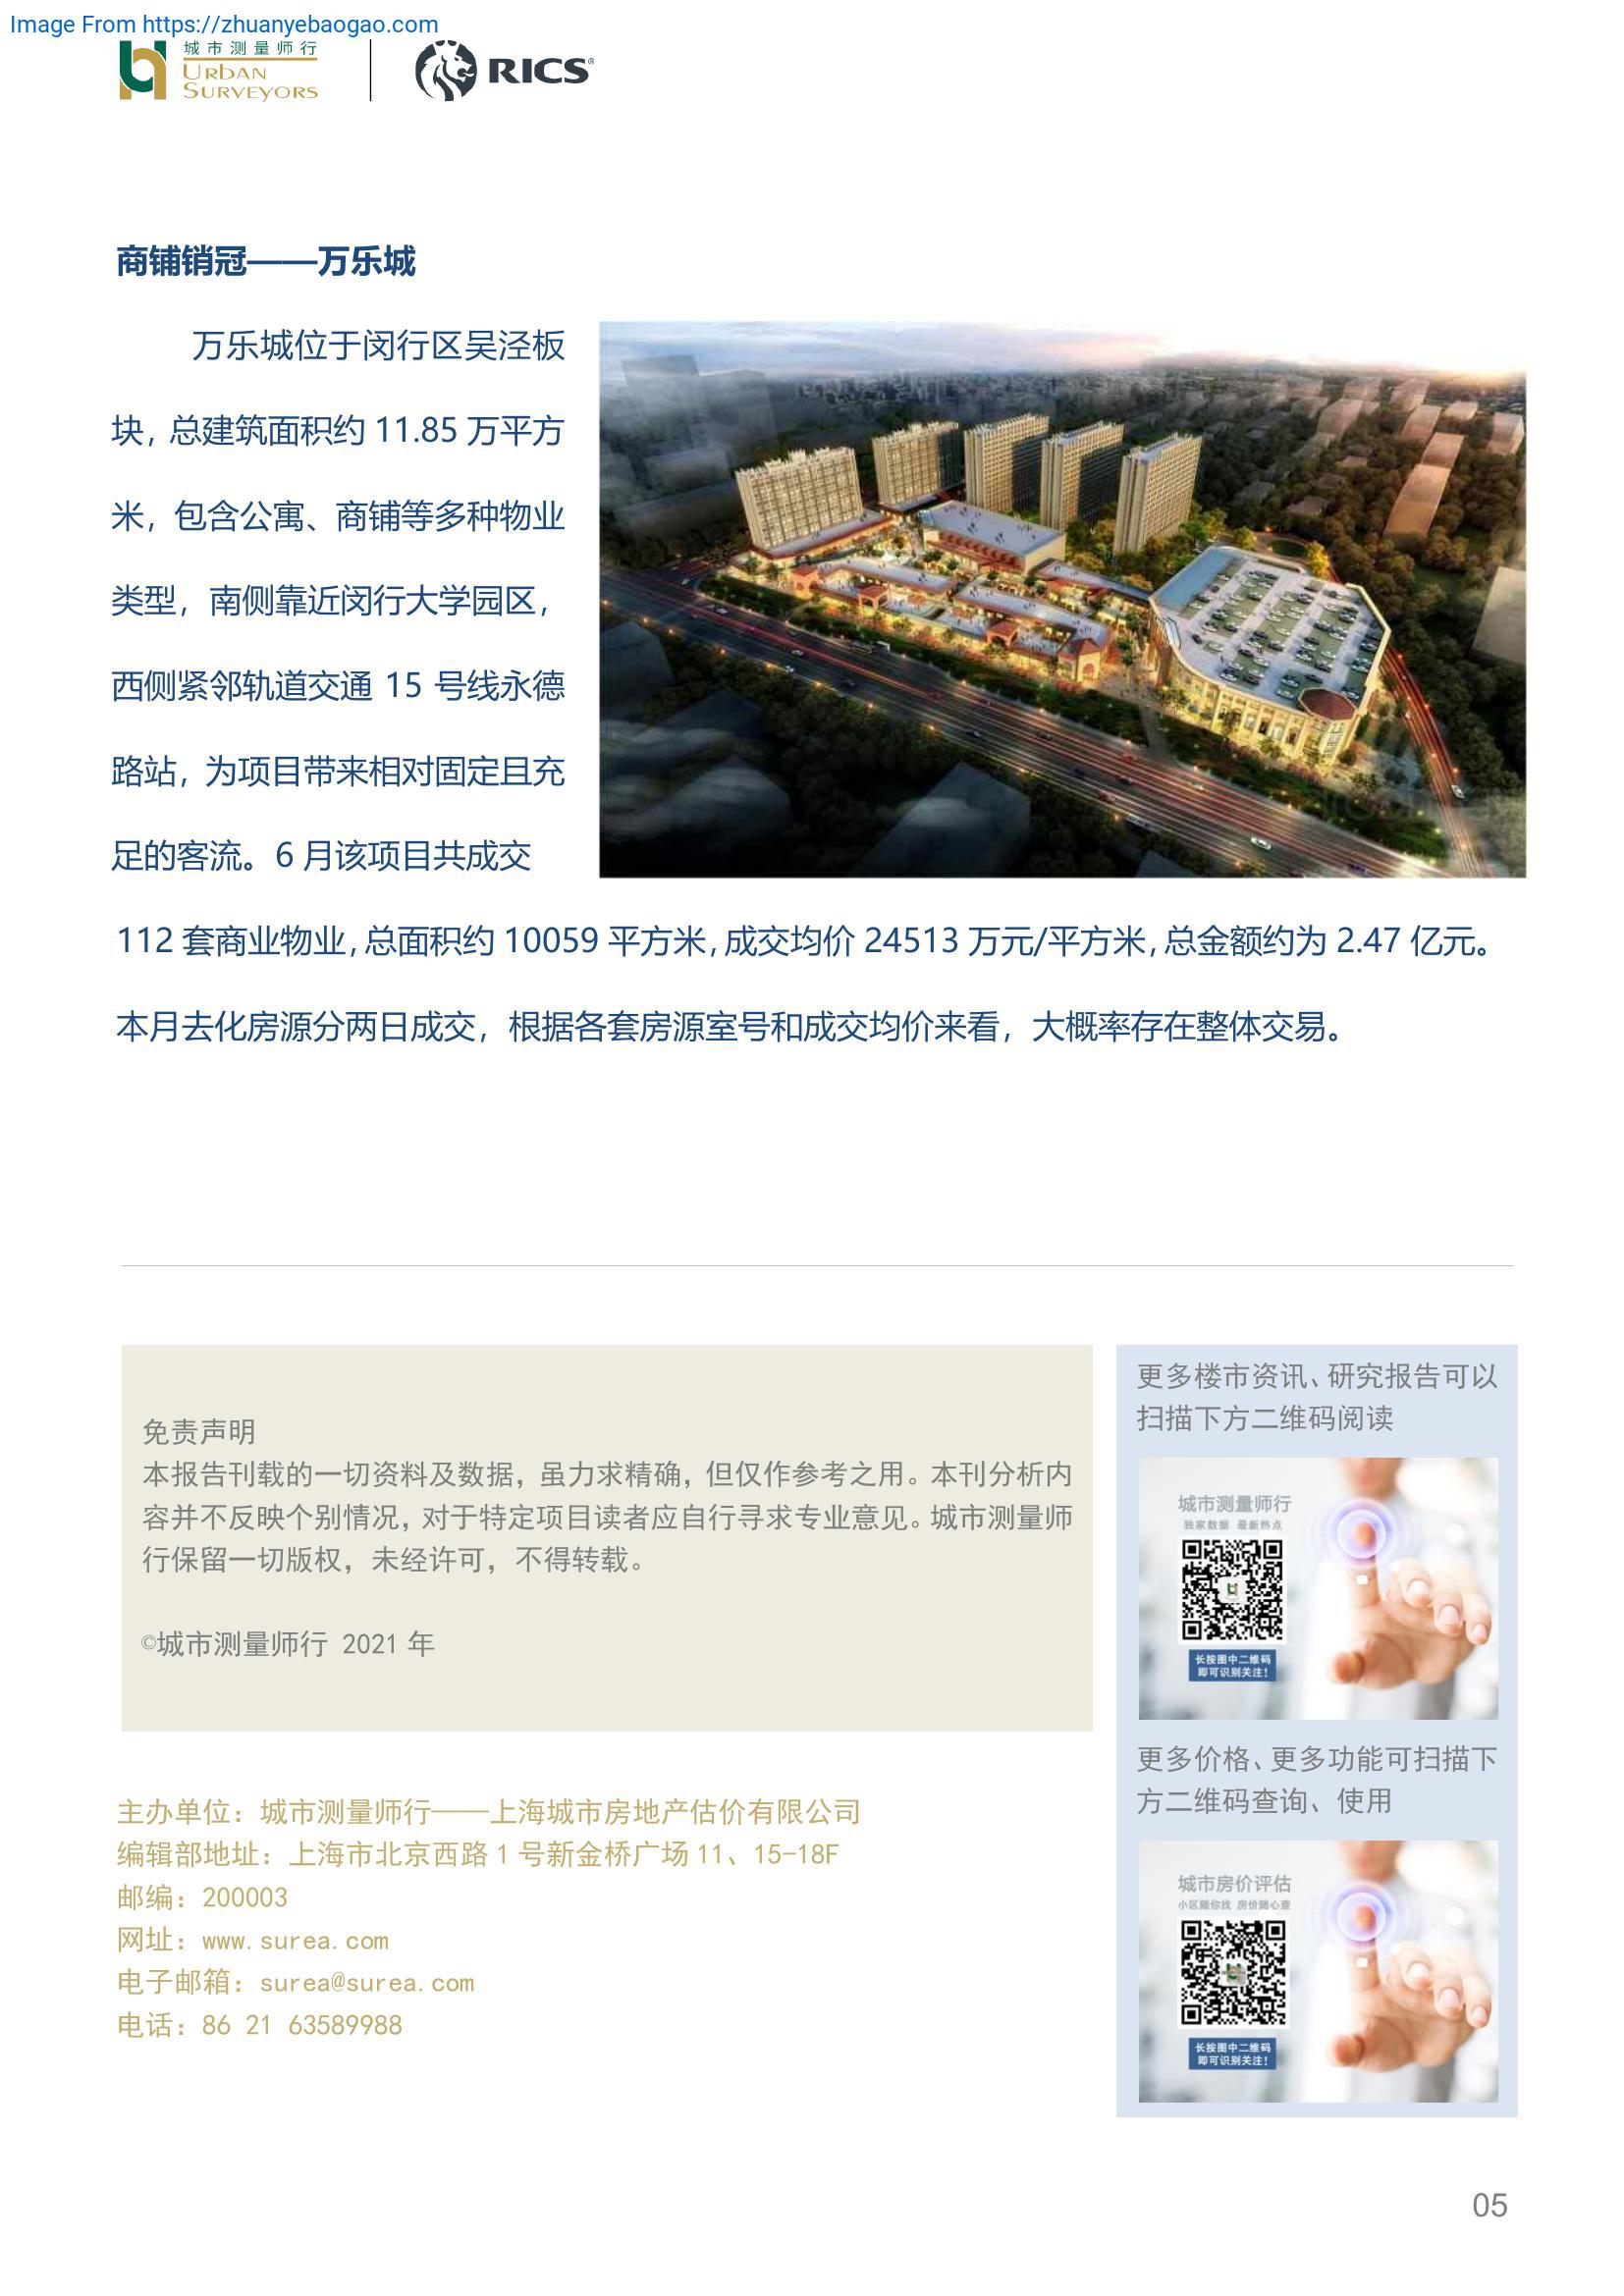 Image From https://zhuanyebaogao.com
城市测量师行
URBAN
SURVEYORS
RICS®
商铺销冠——万乐城
万乐城位于闵行区吴泾板
块，总建筑面积约 11.85 万平方
米，包含公寓、商铺等多种物业
类型，南侧靠近闵行大学园区，
西侧紧邻轨道交通 15 号线永德
路站，为项目带来相对固定且充
足的客流。6 月该项目共成交
112 套商业物业，总面积约 10059 平方米，成交均价 24513 万元/平方米，总金额约为 2.47 亿元。
本月去化房源分两日成交，根据各套房源室号和成交均价来看，大概率存在整体交易。
免责声明
本报告刊载的一切资料及数据，虽力求精确，但仅作参考之用。本刊分析内
容并不反映个别情况，对于特定项目读者应自行寻求专业意见。城市测量师
行保留一切版权，未经许可，不得转载。
©城市测量师行 2021 年
主办单位：城市测量师行——上海城市房地产估价有限公司
编辑部地址：上海市北京西路 1 号新金桥广场 11、15-18F
邮编：200003
网址：www.surea.com
电子邮箱：surea@surea.com
电话：86 21 63589988
更多楼市资讯、研究报告可以
扫描下方二维码阅读
城市测量师行
独家数据 最新热点
长按图中二维码
即可识别关注！
更多价格、更多功能可扫描下
方二维码查询、使用
城市房价评估
小区随你找 房价随心查
长按图中二维码
即可识别关注！
05